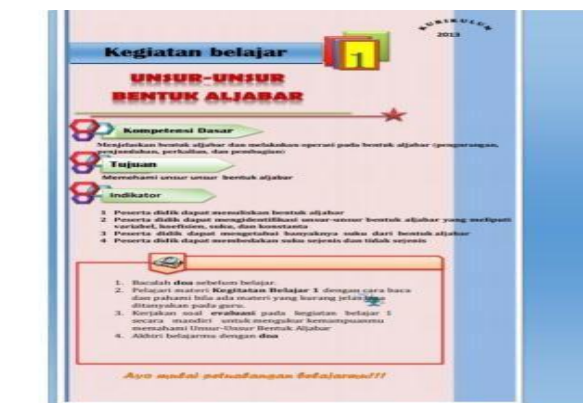 KURIKULUM
2013
Kegiatan belajar
1
UNSUR-UNSUR
BENTUK ALJABAR
Kompetensi Dasar
Menjelaskan bentuk aljabar dan melakukan operasi pada bentuk aljabar (pengurangan,
penjumlahan, perkalian, dan pembagian)
Tujuan
Memahami unsur unsur bentuk aljabar
Indikator
1 Peserta didik dapat menuliskan bentuk aljabar
2 Peserta didik dapat mengidentifikasi unsur-unsur bentuk aljabar yang meliputi
variabel, koefisien, suku, dan konstanta
3 Peserta didik dapat mengetahui banyaknya suku dari bentuk aljabar
4 Peserta didik dapat membedakan suku sejenis dan tidak sejenis
1. Bacalah doa sebelum belajar.
2. Pelajari materi Kegitatan Belajar 1 dengan cara baca
dan pahami bila ada materi yang kurang jelas
ditanyakan pada guru.
3. Kerjakan soal evaluasi pada kegiatan belajar 1
secara mandiri untuk mengukur kemampuanmu
memahami Unsur-Unsur Bentuk Aljabar
4. Akhiri belajarmu dengan doa
Ayo mulai petualangan belajarmu!!!